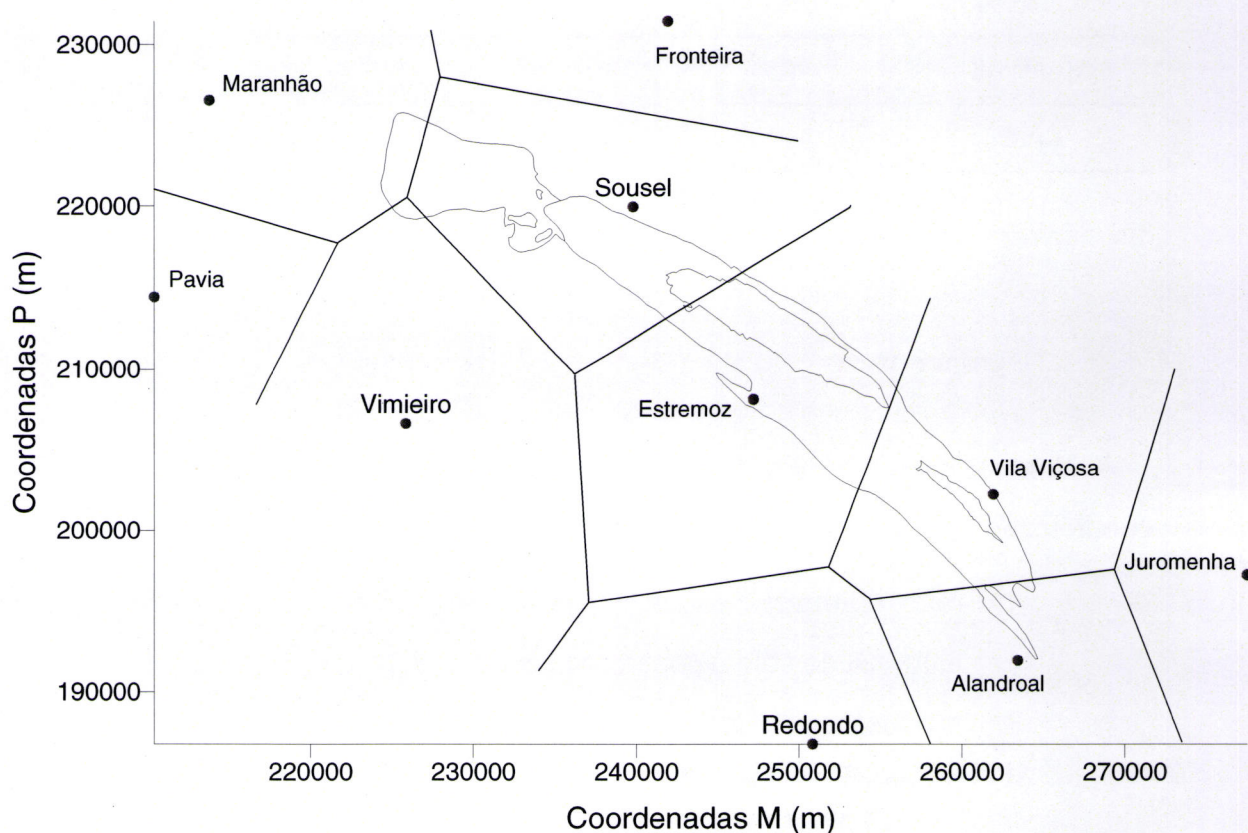 230000
Fronteira
Maranhão
220000
Sousel
Pavia
210000
Vimieiro
Estremoz
Vila Viçosa
200000
Juromenha
190000
Alandroal
Redondo
220000 230000 240000 250000 260000 270000
Coordenadas M (m)
Coordenadas P (m)